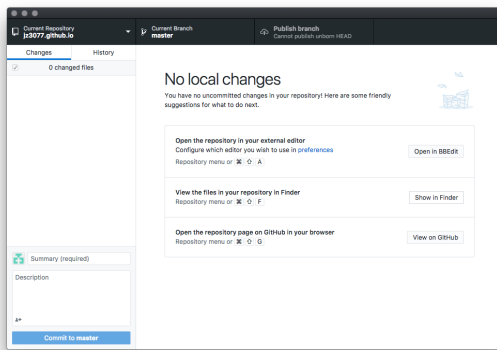 Current Repository
jz3077.github.io
Current Branch
master
Publish branch
Cannot publish unborn HEAD
Changes
History
0 changed files
No local changes
You have no uncommitted changes in your repository! Here are some friendly
suggestions for what to do next.
Open the repository in your external editor
Configure which editor you wish to use in preferences
Repository menu or ⌘ ⇧ A
Open in BBEdit
View the files in your repository in Finder
Repository menu or ⌘ ⇧ F
Show in Finder
Open the repository page on GitHub in your browser
Repository menu or ⌘ ⇧ G
View on GitHub
Summary (required)
Description
Commit to master